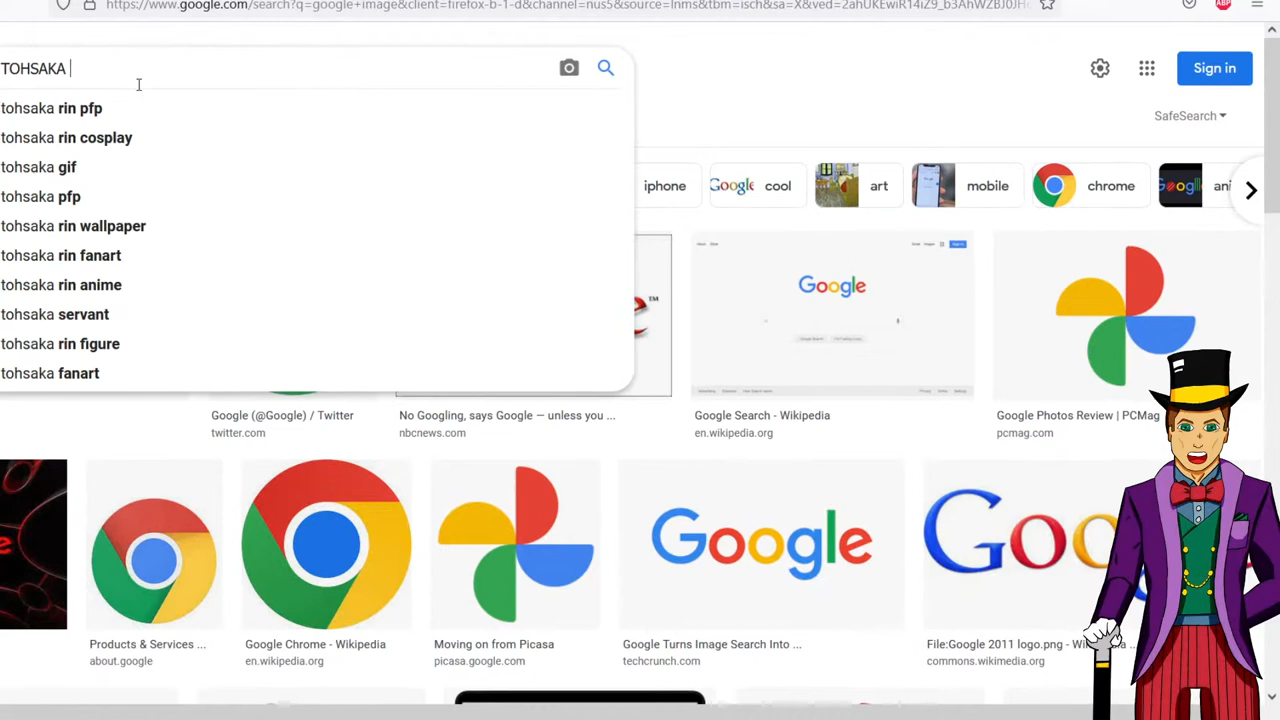 https://www.google.com/search?q=google+image&client=firefox-b-1-d&channel=nus5&source=lnms&tbm=isch&sa=X&ved=2ahUKEwiR14iZ9_b3AhWZBJ0JH
ABP
TOHSAKA
Sign in
tohsaka rin pfp
tohsaka rin cosplay
tohsaka gif
tohsaka pfp
tohsaka rin wallpaper
tohsaka rin fanart
tohsaka rin anime
tohsaka servant
tohsaka rin figure
tohsaka fanart
SafeSearch
iphone
Google
cool
art
mobile
chrome
Googl
ani
TM
Google
Google (@Google) / Twitter
twitter.com
No Googling, says Google — unless you ...
nbcnews.com
Google Search - Wikipedia
en.wikipedia.org
Google Photos Review | PCMag
pcmag.com
e
Google
Goo
Products & Services ...
about.google
Google Chrome - Wikipedia
en.wikipedia.org
Moving on from Picasa
picasa.google.com
Google Turns Image Search Into ...
techcrunch.com
File:Google 2011 logo.png - Wi
commons.wikimedia.org